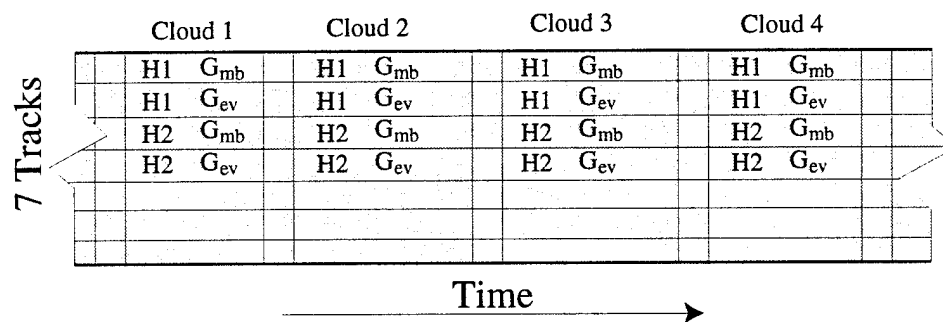 Cloud 1 Cloud 2 Cloud 3 Cloud 4
7 Tracks
H1 Gmb H1 Gmb H1 Gmb H1 Gmb
H1 Gev H1 Gev H1 Gev H1 Gev
H2 Gmb H2 Gmb H2 Gmb H2 Gmb
H2 Gev H2 Gev H2 Gev H2 Gev
Time